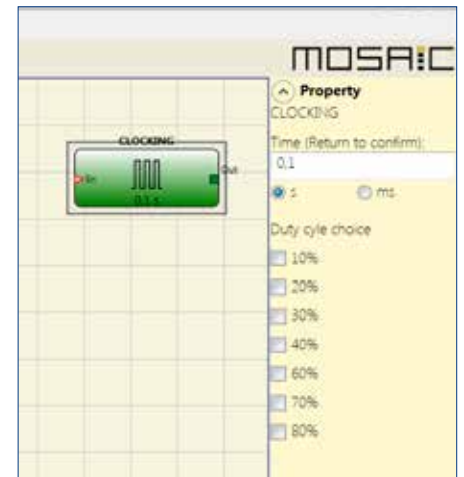 MOSAIC
Property
CLOCKING
Time (Return to confirm):
0,1
s
ms
Duty cyle choice
10%
20%
30%
40%
60%
70%
80%
CLOCKING
In
Out
0,1 s